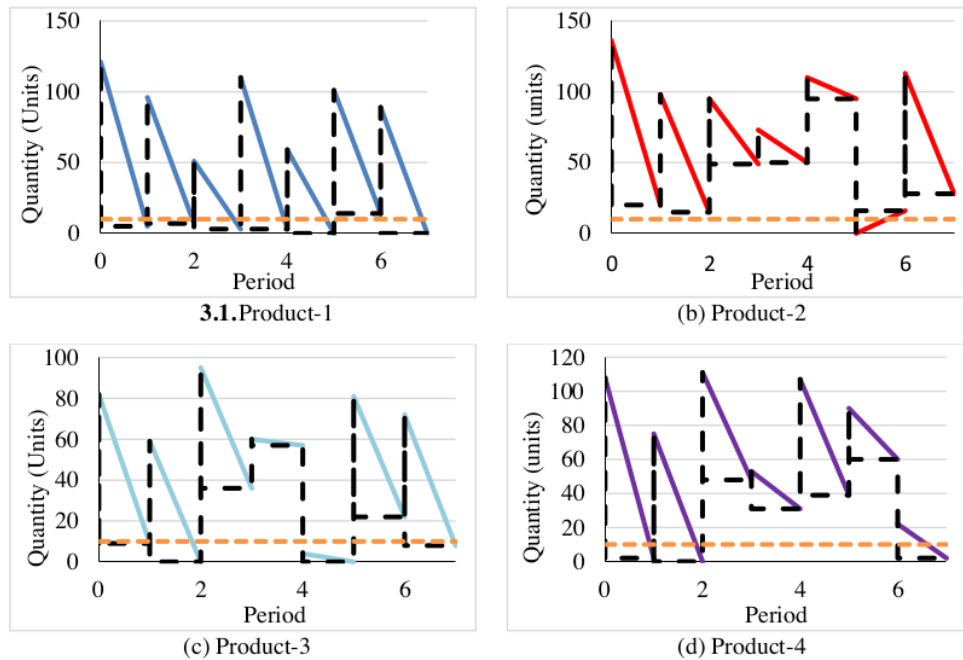 150
100
50
0
Quantity (Units)
0 2 4 6
Period
3.1.Product-1
150
100
50
0
Quantity (units)
0 2 4 6
Period
(b) Product-2
100
80
60
40
20
0
Quantity (Units)
0 2 4 6
Period
(c) Product-3
120
100
80
60
40
20
0
Quantity (units)
0 2 4 6
Period
(d) Product-4